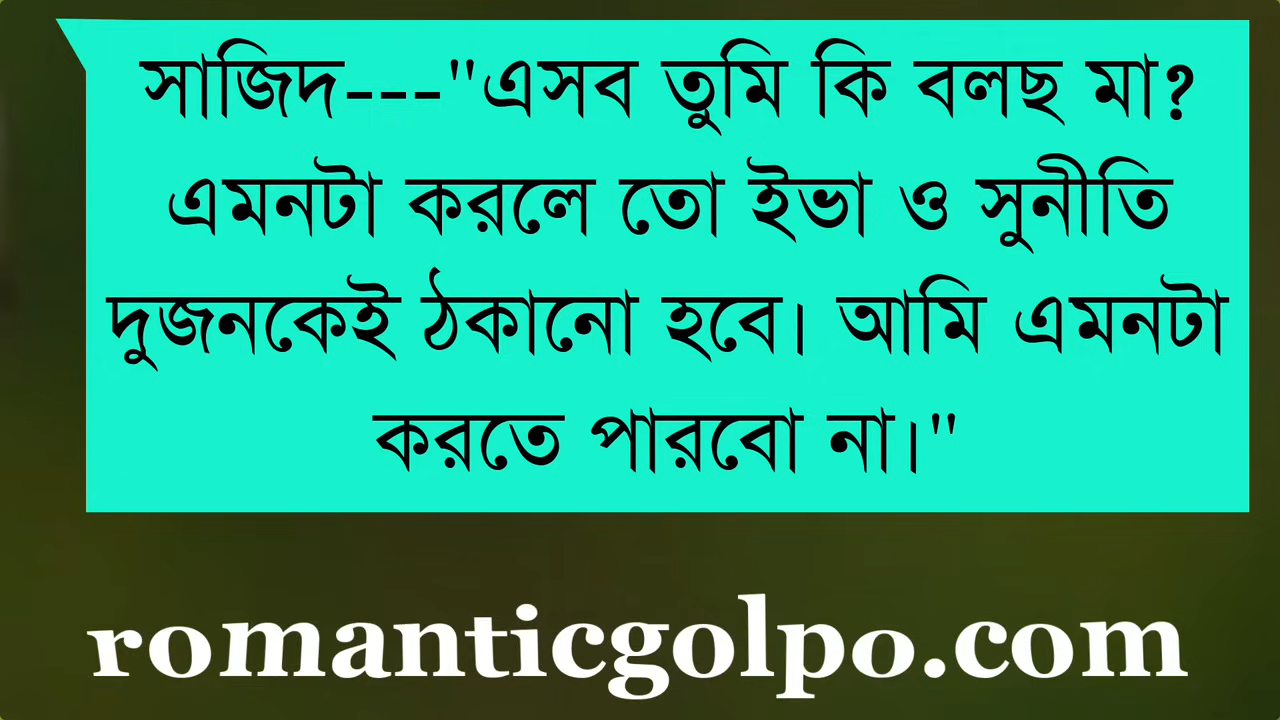 সাজিদ---"এসব তুমি কি বলছ মা?
এমনটা করলে তো ইভা ও সুনীতি
দুজনকেই ঠকানো হবে। আমি এমনটা
করতে পারবো না।"
romanticgolpo.com